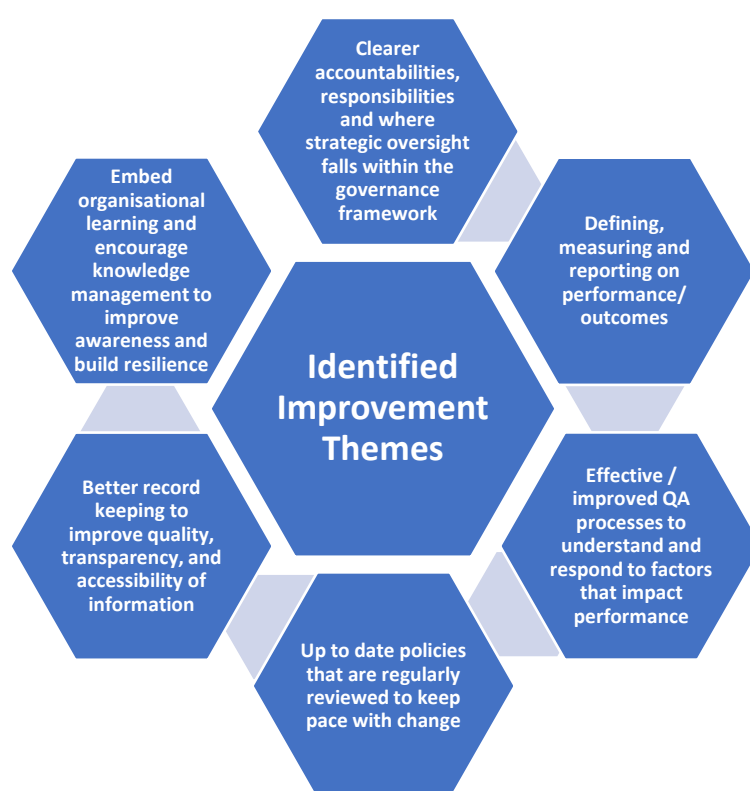 Clearer
accountabilities,
responsibilities
and where
strategic oversight
falls within the
governance
framework
Defining,
measuring and
reporting on
performance/
outcomes
Effective /
improved QA
processes to
understand and
respond to factors
that impact
performance
Up to date policies
that are regularly
reviewed to keep
pace with change
Better record
keeping to
improve quality,
transparency, and
accessibility of
information
Embed
organisational
learning and
encourage
knowledge
management to
improve
awareness and
build resilience
Identified
Improvement
Themes